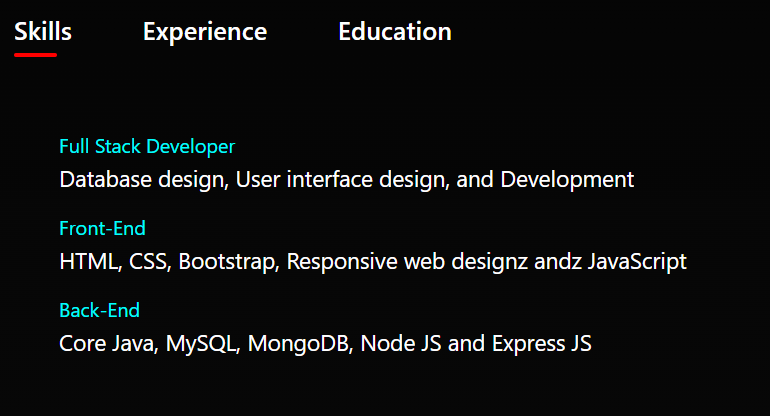 Skills Experience Education
Full Stack Developer
Database design, User interface design, and Development
Front-End
HTML, CSS, Bootstrap, Responsive web designz andz JavaScript
Back-End
Core Java, MySQL, MongoDB, Node JS and Express JS